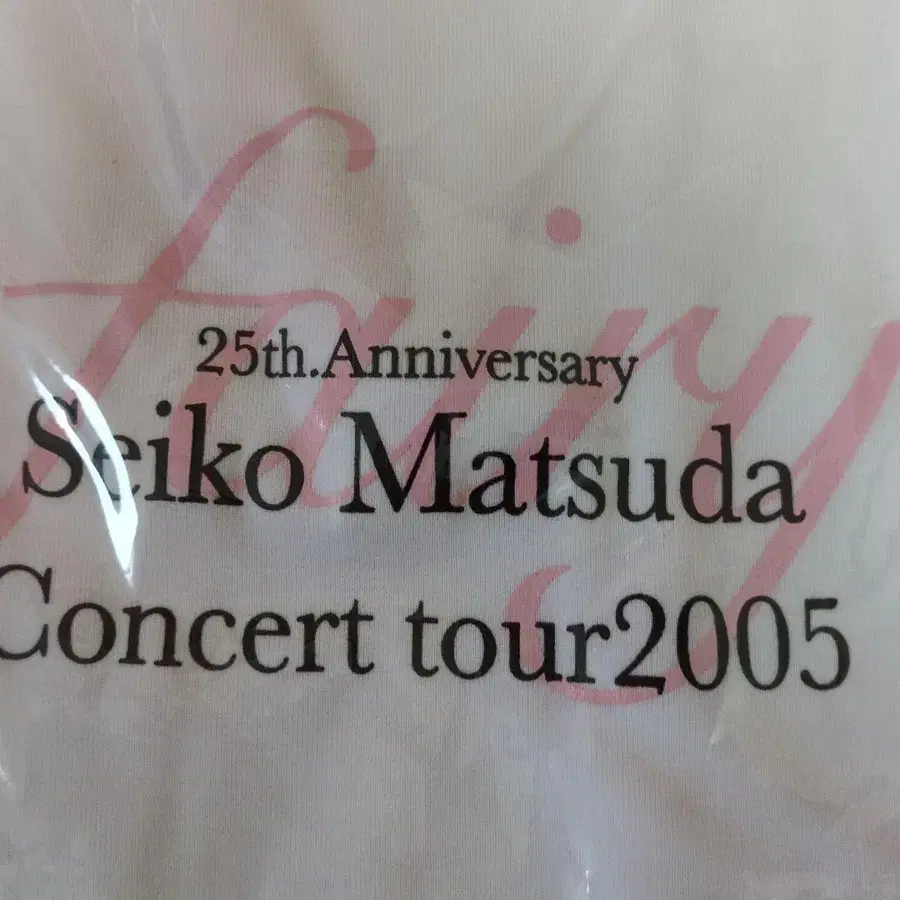 fairy
25th.Anniversary
Seiko Matsuda
Concert tour2005